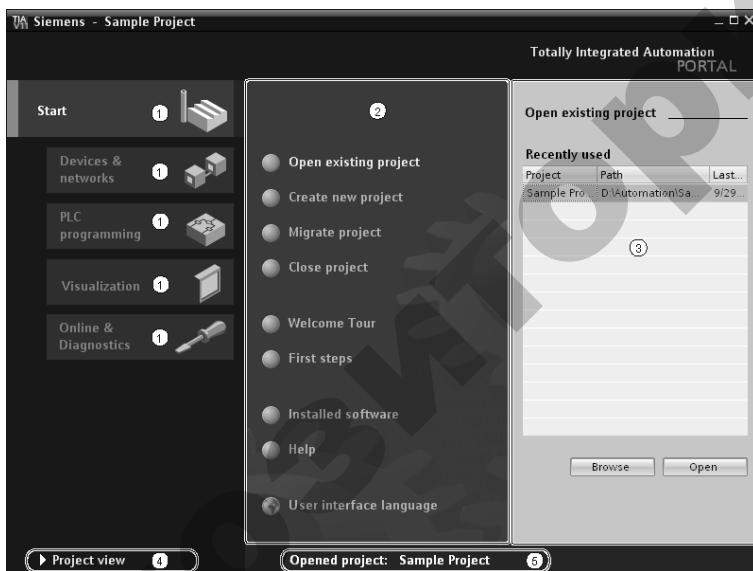 TIA
V11
Siemens - Sample Project
Totally Integrated Automation
PORTAL
Start 1
Devices &
networks 1
PLC
programming 1
Visualization 1
Online &
Diagnostics 1
2
Open existing project
Create new project
Migrate project
Close project
Welcome Tour
First steps
Installed software
Help
User interface language
Open existing project
Recently used
Project Path Last...
Sample Pro... D:\Automation\Sa... 9/29...
3
Browse Open
Project view 4
Opened project: Sample Project 5